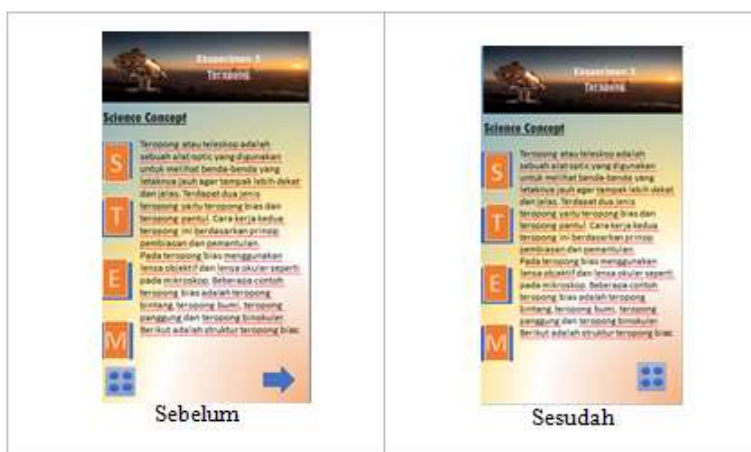 Eksperimen 3
Teropong
Science Concept
S
T
E
M
Teropong atau teleskop adalah
sebuah alat optic yang digunakan
untuk melihat benda-benda yang
letaknya jauh agar tampak lebih dekat
dan jelas. Terdapat dua jenis
teropong yaitu teropong bias dan
teropong pantul. Cara kerja kedua
teropong ini berdasarkan prinsip
pembiasan dan pemantulan.
Pada teropong bias menggunakan
lensa objektif dan lensa okuler seperti
pada mikroskop. Beberapa contoh
teropong bias adalah teropong
bintang, teropong bumi, teropong
panggung dan teropong binokuler.
Berikut adalah struktur teropong bias
Sebelum
Eksperimen 3
Teropong
Science Concept
S
T
E
M
Teropong atau teleskop adalah
sebuah alat optic yang digunakan
untuk melihat benda-benda yang
letaknya jauh agar tampak lebih dekat
dan jelas. Terdapat dua jenis
teropong yaitu teropong bias dan
teropong pantul. Cara kerja kedua
teropong ini berdasarkan prinsip
pembiasan dan pemantulan.
Pada teropong bias menggunakan
lensa objektif dan lensa okuler seperti
pada mikroskop. Beberapa contoh
teropong bias adalah teropong
bintang, teropong bumi, teropong
panggung dan teropong binokuler.
Berikut adalah struktur teropong bias
Sesudah